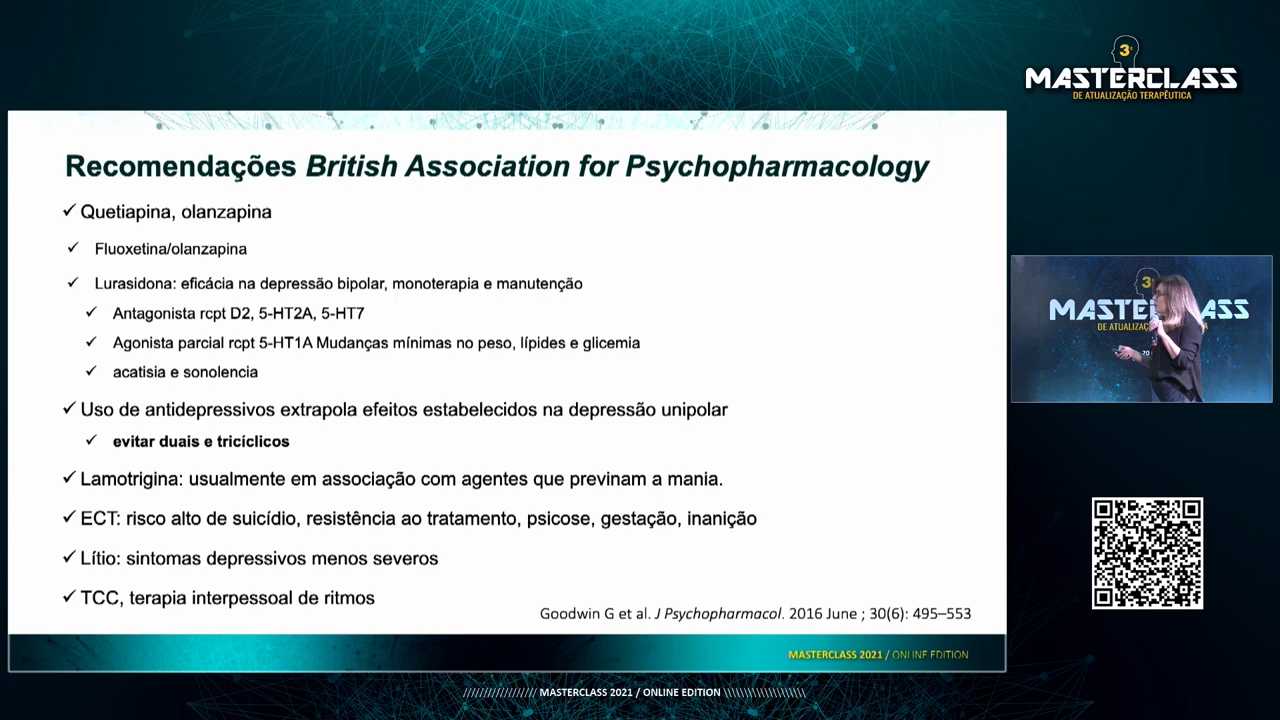 3ª
MASTERCLASS
DE ATUALIZAÇÃO TERAPÊUTICA
Recomendações British Association for Psychopharmacology
✓ Quetiapina, olanzapina
✓ Fluoxetina/olanzapina
✓ Lurasidona: eficácia na depressão bipolar, monoterapia e manutenção
✓ Antagonista rcpt D2, 5-HT2A, 5-HT7
✓ Agonista parcial rcpt 5-HT1A Mudanças mínimas no peso, lípides e glicemia
✓ acatisia e sonolencia
✓ Uso de antidepressivos extrapola efeitos estabelecidos na depressão unipolar
✓ evitar duais e tricíclicos
✓ Lamotrigina: usualmente em associação com agentes que previnam a mania.
✓ ECT: risco alto de suicídio, resistência ao tratamento, psicose, gestação, inanição
✓ Lítio: sintomas depressivos menos severos
✓ TCC, terapia interpessoal de ritmos
Goodwin G et al. J Psychopharmacol. 2016 June ; 30(6): 495–553
MASTERCLASS 2021 / ONLINE EDITION
////////////////// MASTERCLASS 2021 / ONLINE EDITION \\\\\\\\\\\\\\\\\\\\